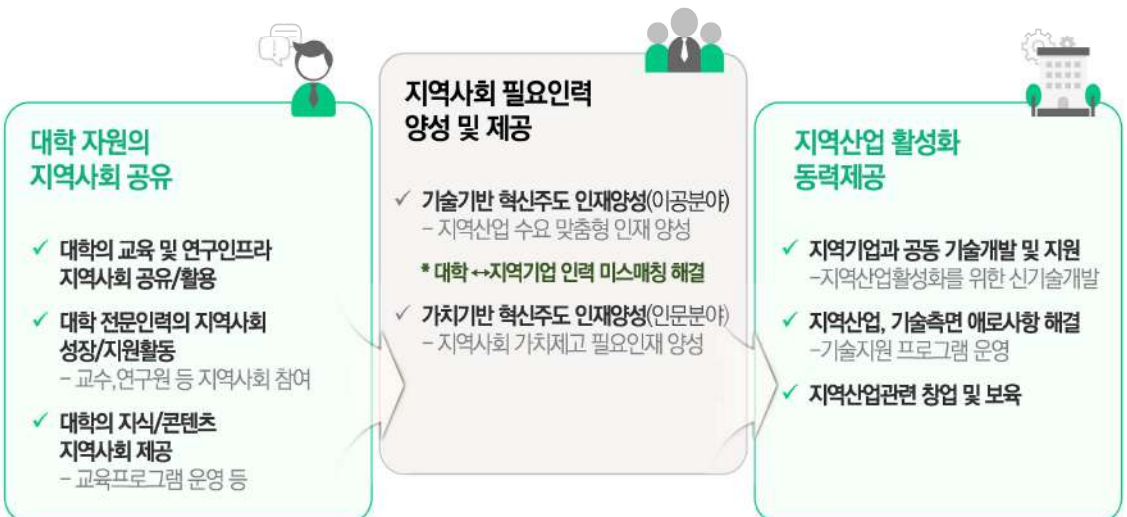 대학 자원의
지역사회 공유
✓ 대학의 교육 및 연구인프라
지역사회 공유/활용
✓ 대학 전문인력의 지역사회
성장/지원활동
– 교수,연구원 등 지역사회 참여
✓ 대학의 지식/콘텐츠
지역사회 제공
– 교육프로그램 운영 등
지역사회 필요인력
양성 및 제공
✓ 기술기반 혁신주도 인재양성(이공분야)
– 지역산업 수요 맞춤형 인재 양성
* 대학 ↔지역기업 인력 미스매칭 해결
✓ 가치기반 혁신주도 인재양성(인문분야)
– 지역사회 가치제고 필요인재 양성
지역산업 활성화
동력제공
✓ 지역기업과 공동 기술개발 및 지원
–지역산업활성화를 위한 신기술개발
✓ 지역산업, 기술측면 애로사항 해결
–기술지원 프로그램 운영
✓ 지역산업관련 창업 및 보육